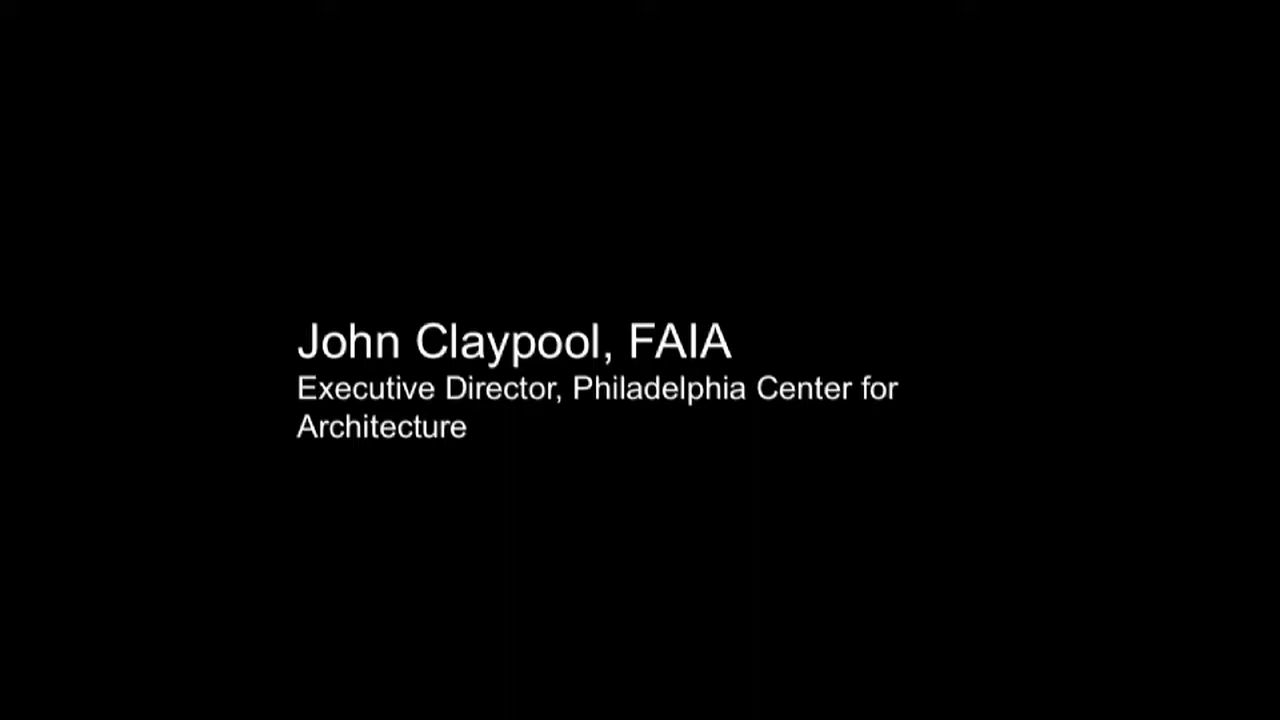 John Claypool, FAIA
Executive Director, Philadelphia Center for
Architecture